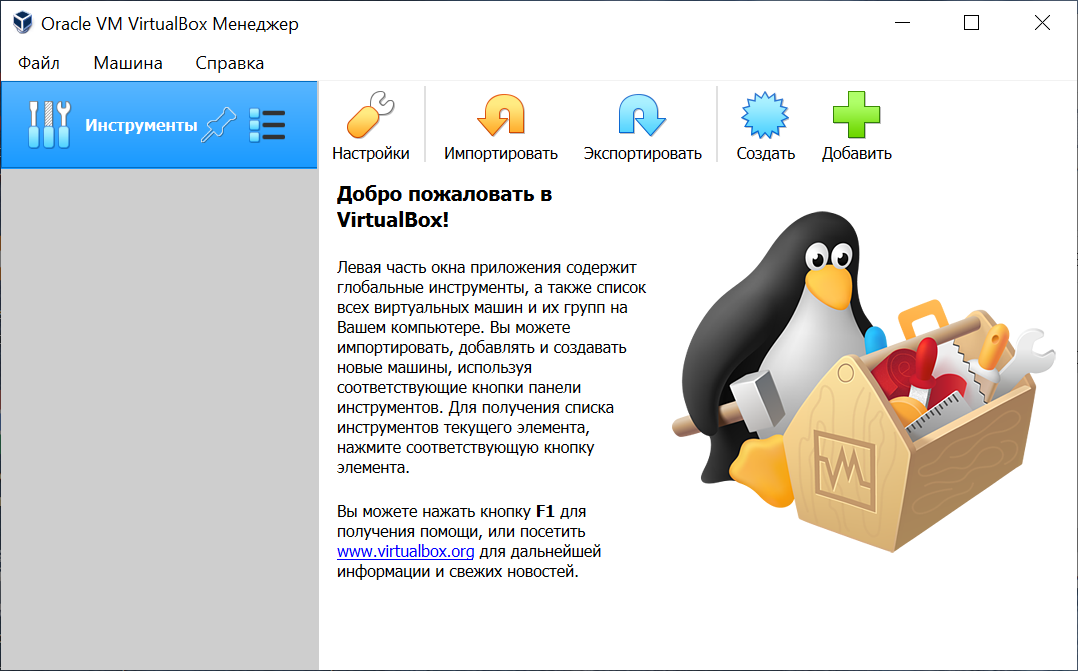 Oracle VM VirtualBox Менеджер
Файл Машина Справка
Инструменты
Настройки Импортировать Экспортировать Создать Добавить
Добро пожаловать в
VirtualBox!
Левая часть окна приложения содержит
глобальные инструменты, а также список
всех виртуальных машин и их групп на
Вашем компьютере. Вы можете
импортировать, добавлять и создавать
новые машины, используя
соответствующие кнопки панели
инструментов. Для получения списка
инструментов текущего элемента,
нажмите соответствующую кнопку
элемента.
Вы можете нажать кнопку F1 для
получения помощи, или посетить
www.virtualbox.org для дальнейшей
информации и свежих новостей.